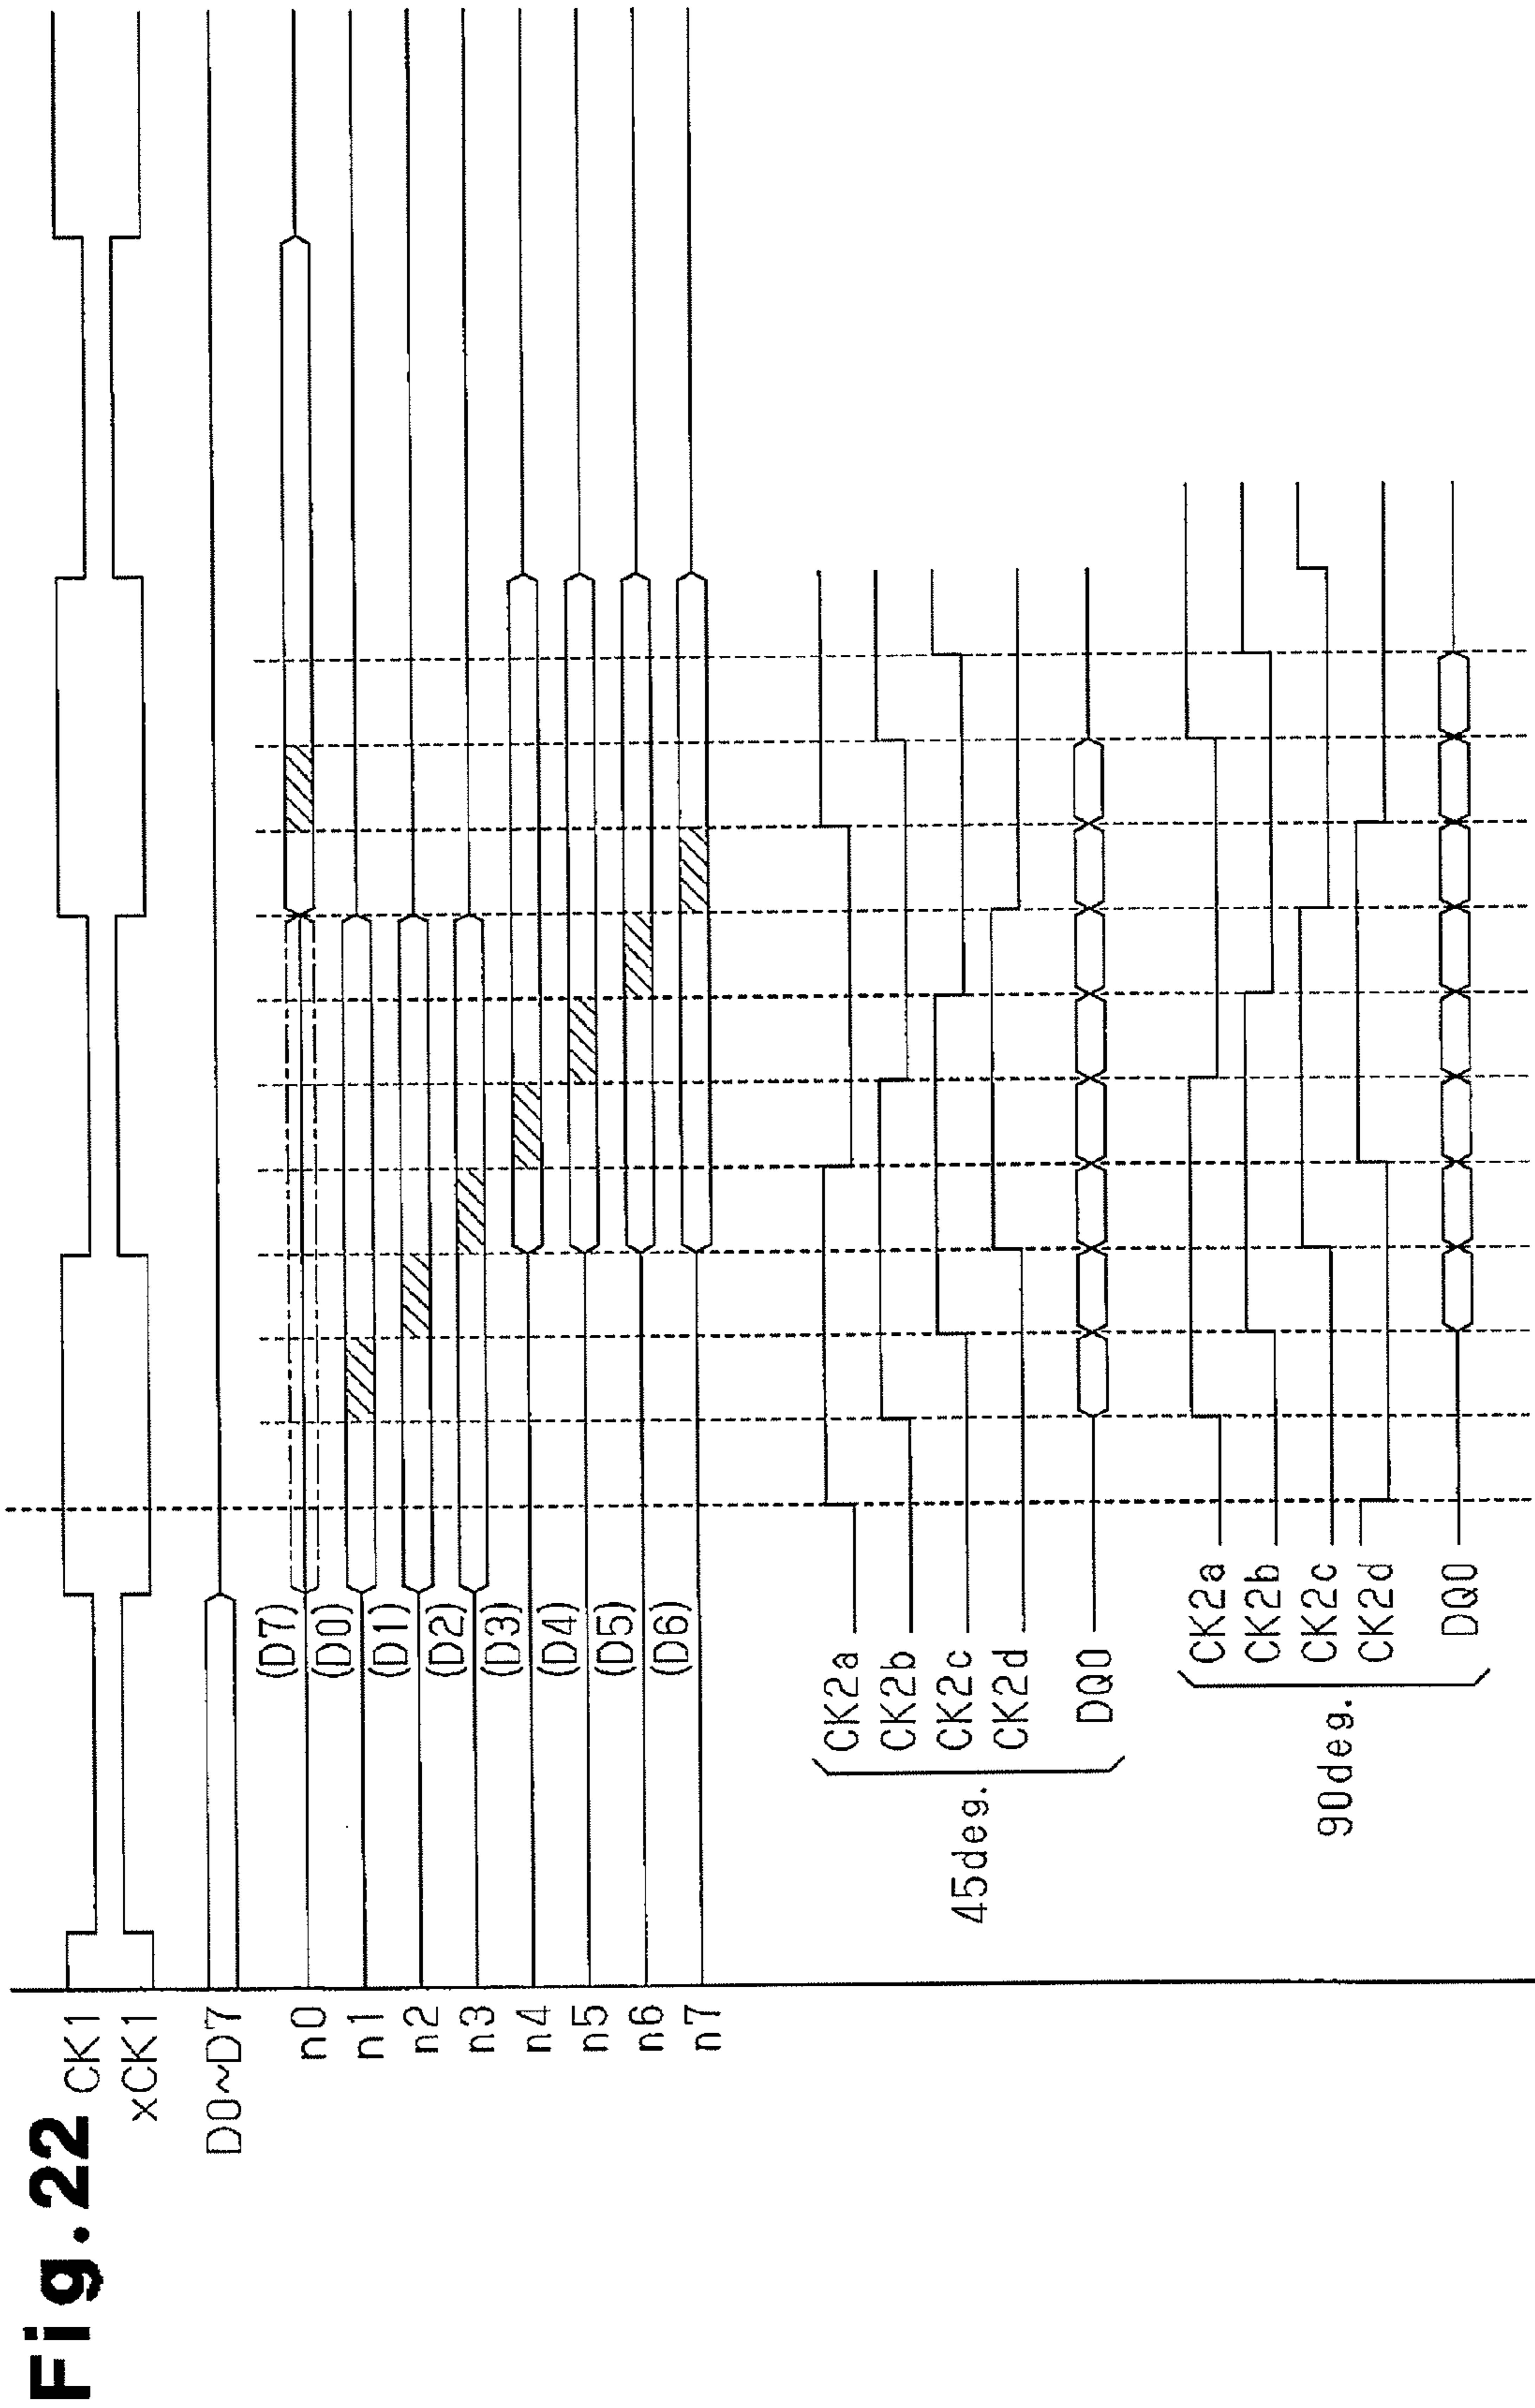 Fig.22
CK1
xCK1
D0~D7
n0 (D7)
n1 (D0)
n2 (D1)
n3 (D2)
n4 (D3)
n5 (D4)
n6 (D5)
n7 (D6)
45deg.
CK2a
CK2b
CK2c
CK2d
DQ0
90deg.
CK2a
CK2b
CK2c
CK2d
DQ0